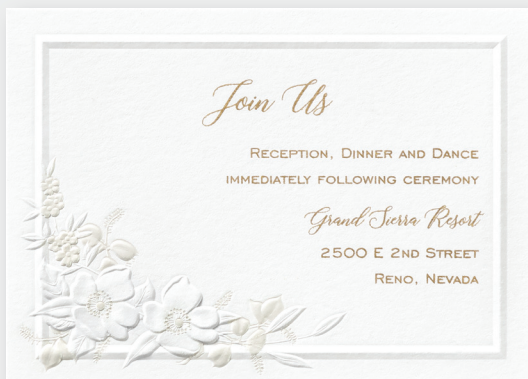 Join Us
Reception, Dinner and Dance
immediately following ceremony
Grand Sierra Resort
2500 E 2nd Street
Reno, Nevada